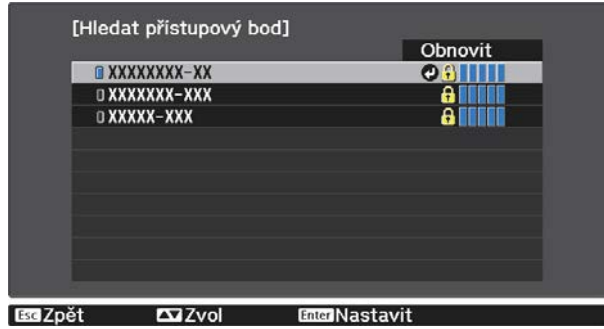 [Hledat přístupový bod]
Obnovit
XXXXXXXX-XX
XXXXXXX-XXX
XXXXX-XXX
Esc Zpět Zvol Enter Nastavit